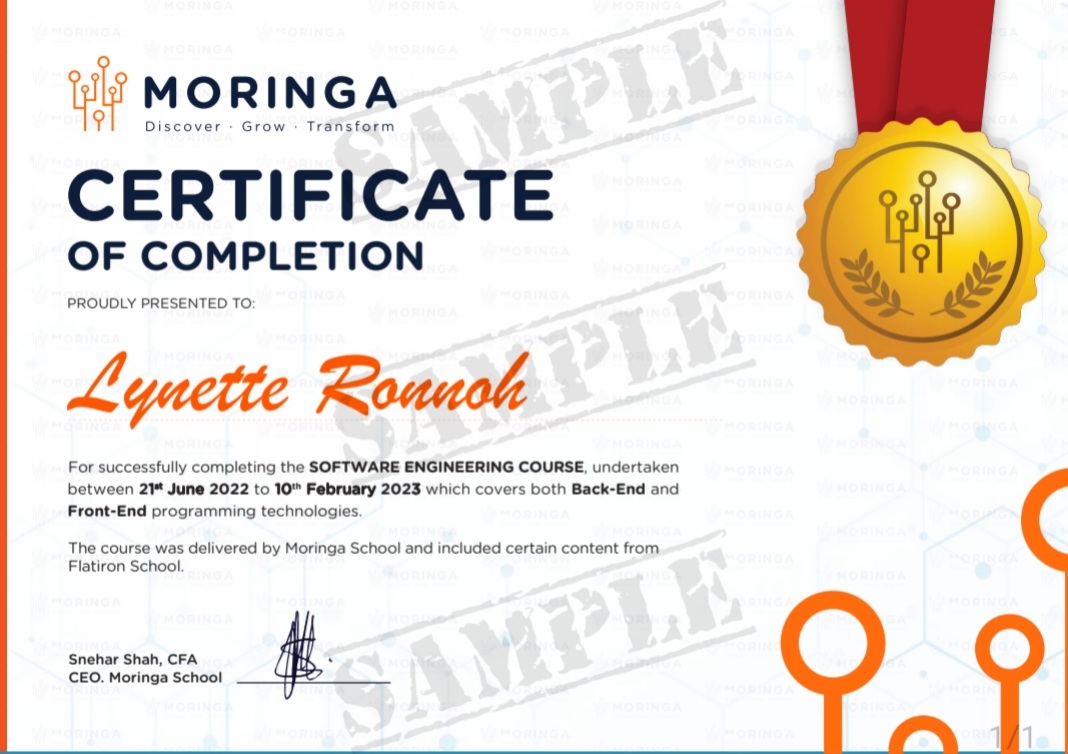 MORINGA
Discover · Grow · Transform
CERTIFICATE
OF COMPLETION
PROUDLY PRESENTED TO:
Lynette Ronnoh
For successfully completing the SOFTWARE ENGINEERING COURSE, undertaken
between 21st June 2022 to 10th February 2023 which covers both Back-End and
Front-End programming technologies.
The course was delivered by Moringa School and included certain content from
Flatiron School.
Snehar Shah, CFA
CEO. Moringa School
SAMPLE
SAMPLE
SAMPLE
1/1